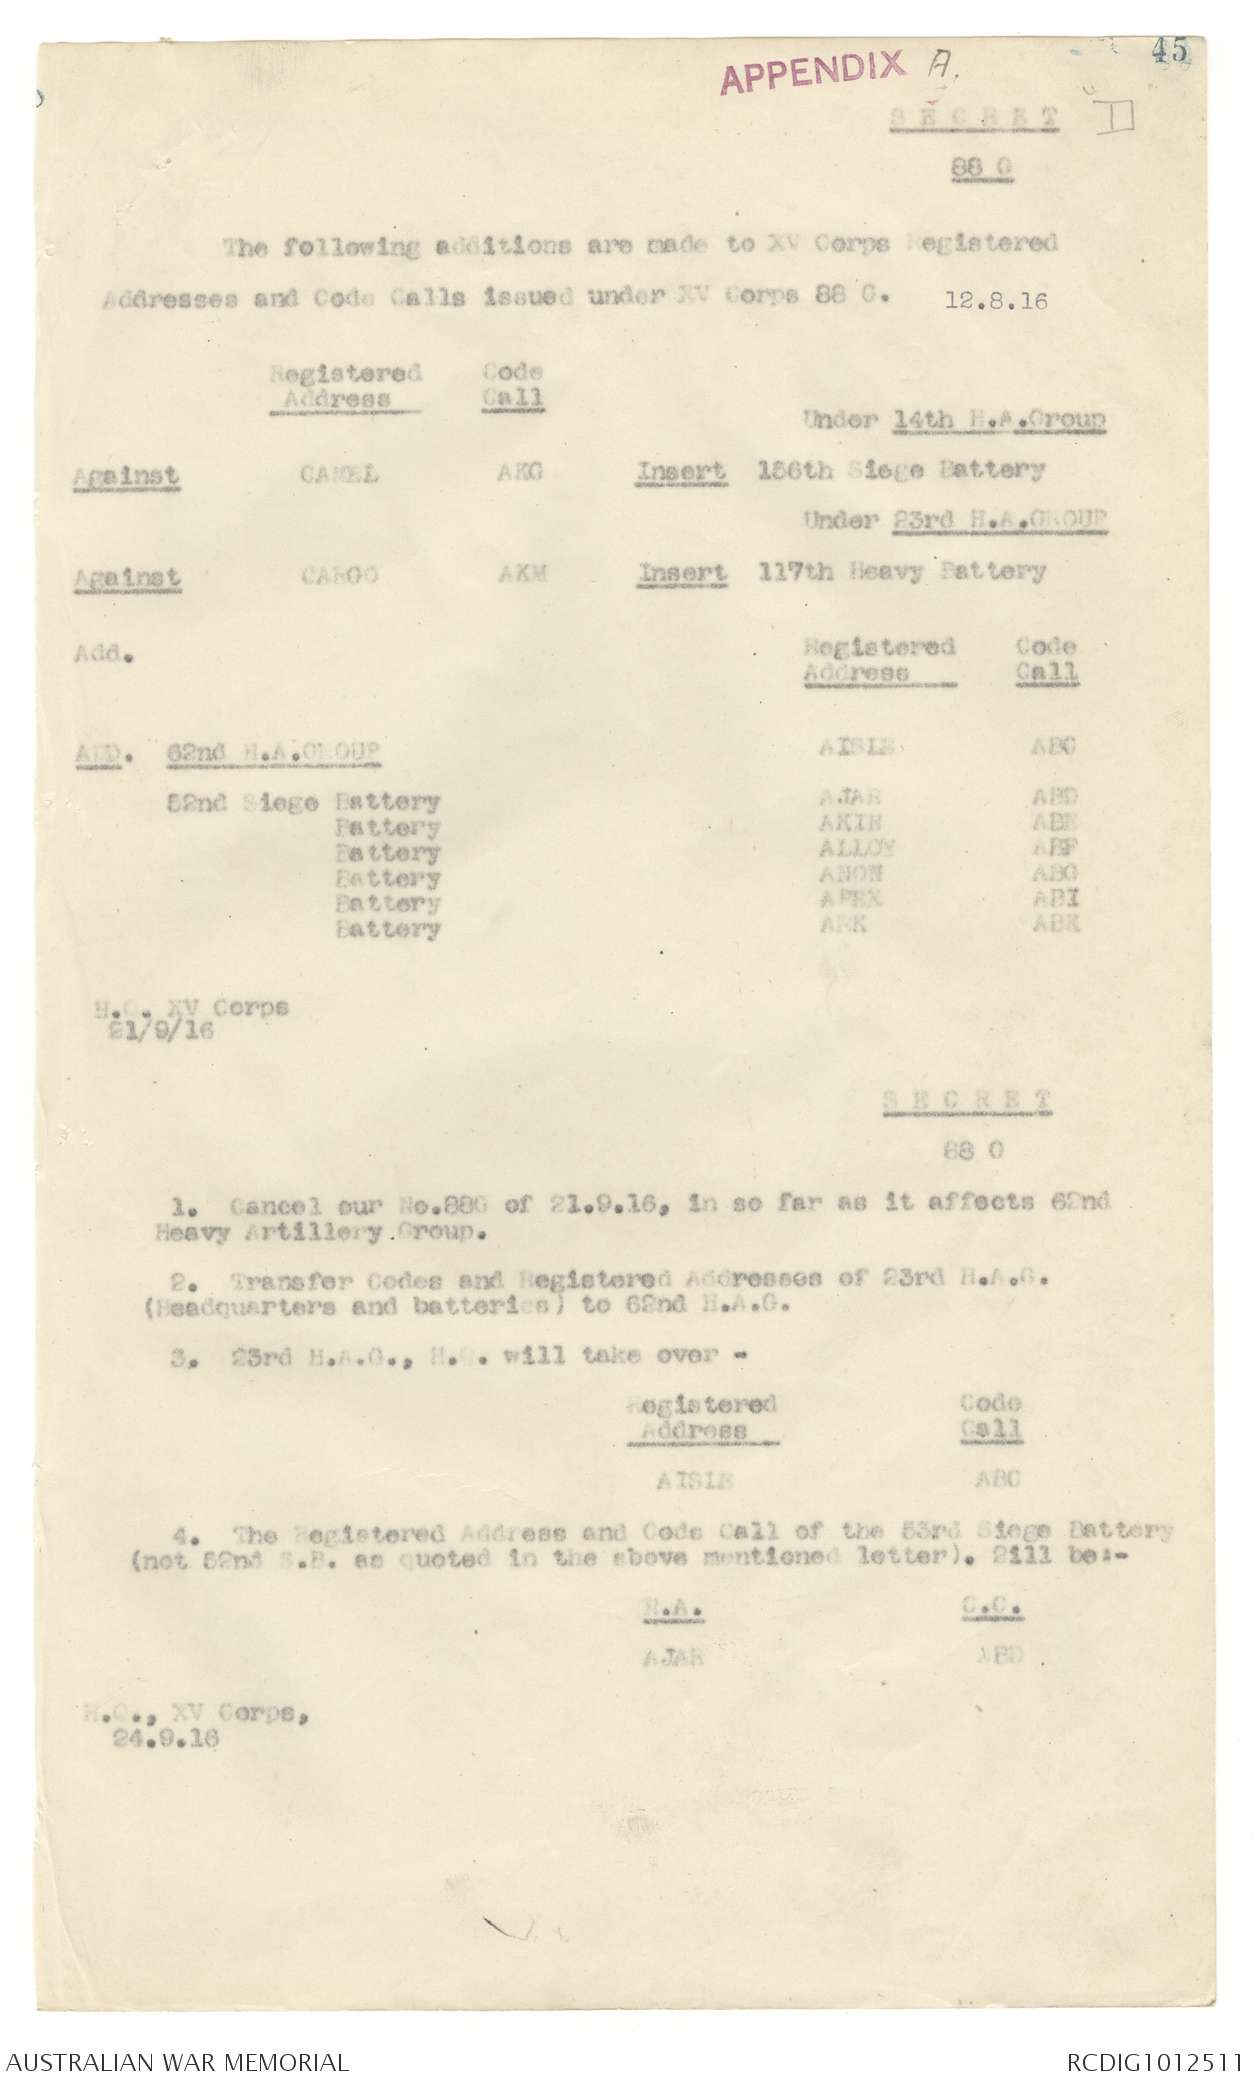 45
APPENDIX A.
S E C R E T
88 G
The following additions are made to XV Corps Registered
Addresses and Code Calls issued under XV Corps 88 G. 12.8.16
Registered Code
Address Call
Under 14th H.A.Group
Against CAMEL AKG Insert 156th Siege Battery
Under 23rd H.A.GROUP
Against CARGO AKM Insert 117th Heavy Battery
Add. Registered Code
Address Call
ADD. 62nd H.A.GROUP AISLE ABC
52nd Siege Battery AJAR ABD
Battery AKIN ABE
Battery ALLOY ABF
Battery ANON ABG
Battery APEX ABI
Battery ARK ABK
H.Q. XV Corps
21/9/16
S E C R E T
88 G
1. Cancel our No.88G of 21.9.16, in so far as it affects 62nd
Heavy Artillery Group.
2. Transfer Codes and Registered Addresses of 23rd H.A.G.
(Headquarters and batteries) to 62nd H.A.G.
3. 23rd H.A.G., H.Q. will take over -
Registered Code
Address Call
AISLE ABC
4. The Registered Address and Code Call of the 53rd Siege Battery
(not 52nd S.B. as quoted in the above mentioned letter). 2ill be:-
R.A. C.C.
AJAR ABD
H.Q., XV Corps,
24.9.16
AUSTRALIAN WAR MEMORIAL RCDIG1012511